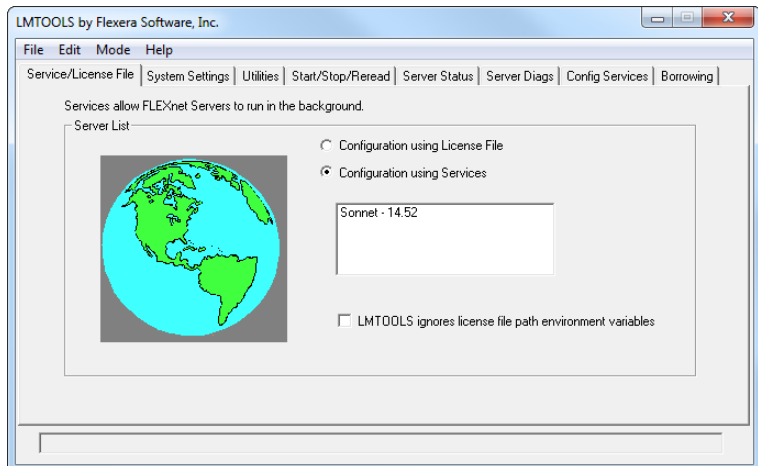 LMTOOLS by Flexera Software, Inc.
File Edit Mode Help
Service/License File System Settings Utilities Start/Stop/Reread Server Status Server Diags Config Services Borrowing
Services allow FLEXnet Servers to run in the background.
Server List
Configuration using License File
Configuration using Services
Sonnet - 14.52
LMTOOLS ignores license file path environment variables